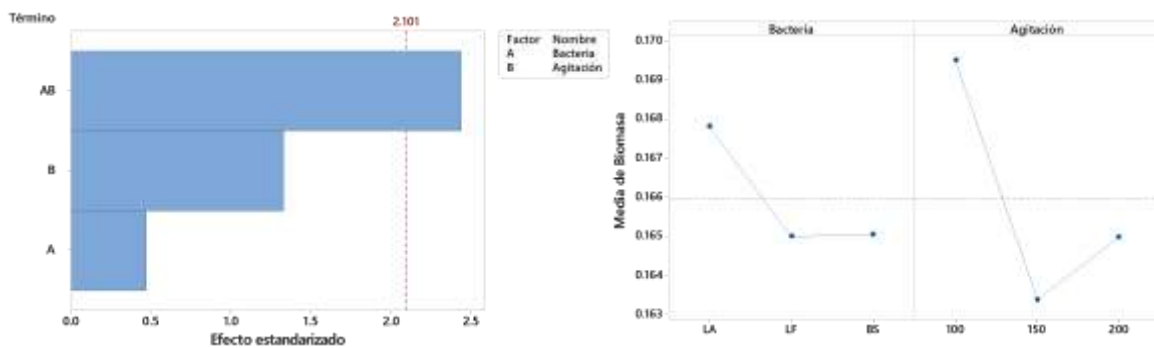 Término
2.101
AB
B
A
0.0 0.5 1.0 1.5 2.0 2.5
Efecto estandarizado
Factor Nombre
A Bacteria
B Agitación
Bacteria Agitación
0.170
0.169
0.168
0.167
0.166
0.165
0.164
0.163
Media de Biomasa
LA LF BS 100 150 200